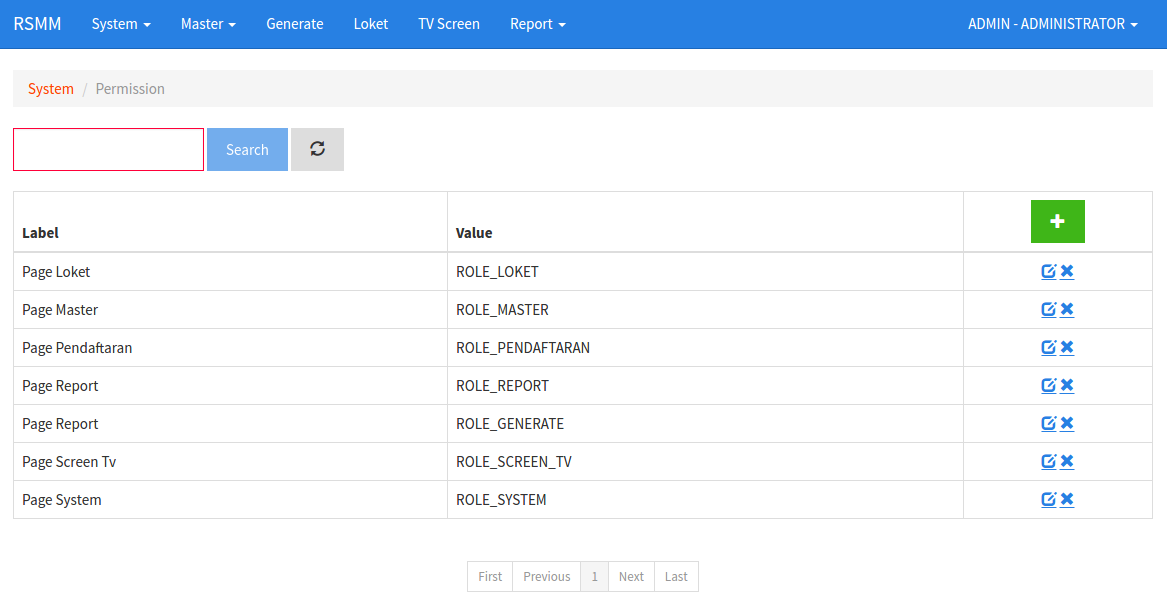 RSMM System Master Generate Loket TV Screen Report ADMIN - ADMINISTRATOR
System / Permission
Search
Label Value
Page Loket ROLE_LOKET
Page Master ROLE_MASTER
Page Pendaftaran ROLE_PENDAFTARAN
Page Report ROLE_REPORT
Page Report ROLE_GENERATE
Page Screen Tv ROLE_SCREEN_TV
Page System ROLE_SYSTEM
First Previous 1 Next Last